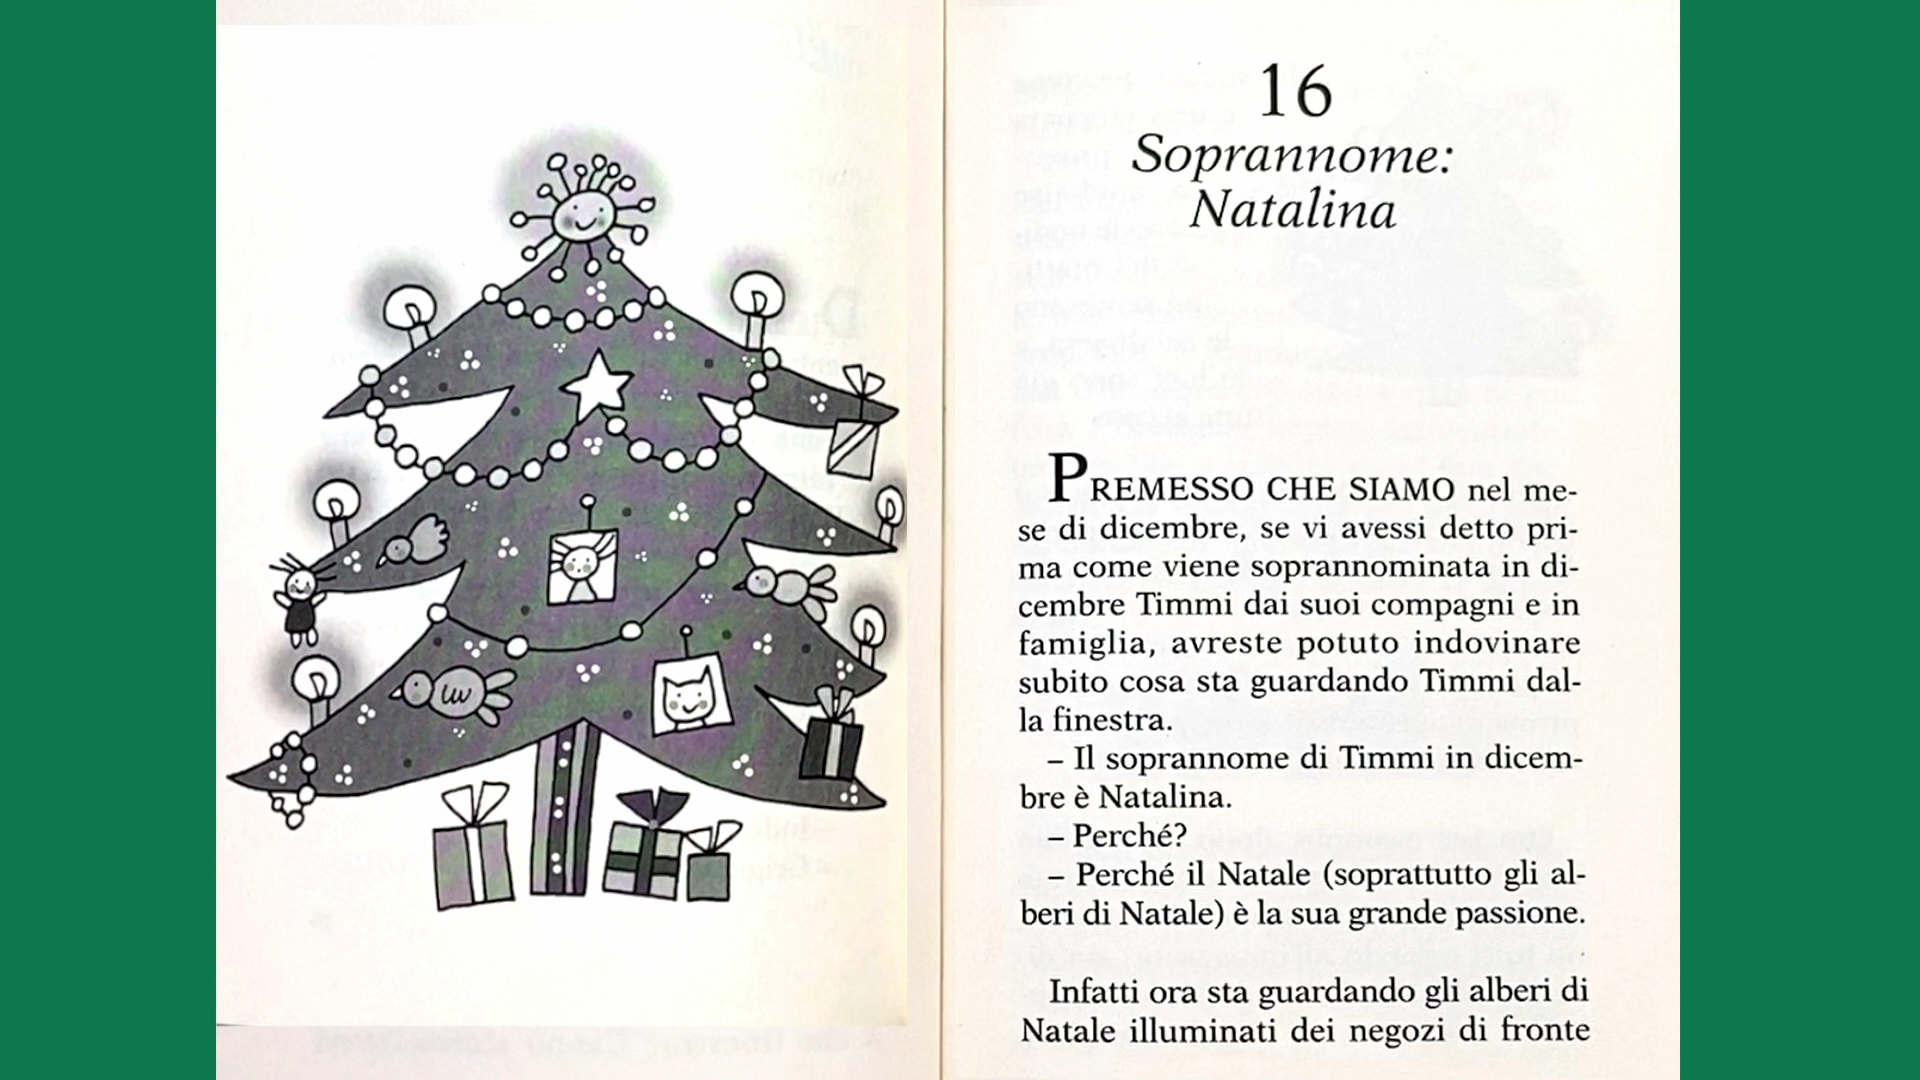 16
Soprannome:
Natalina
PREMESSO CHE SIAMO nel me-
se di dicembre, se vi avessi detto pri-
ma come viene soprannominata in di-
cembre Timmi dai suoi compagni e in
famiglia, avreste potuto indovinare
subito cosa sta guardando Timmi dal-
la finestra.
– Il soprannome di Timmi in dicem-
bre è Natalina.
– Perché?
– Perché il Natale (soprattutto gli al-
beri di Natale) è la sua grande passione.
Infatti ora sta guardando gli alberi di
Natale illuminati dei negozi di fronte